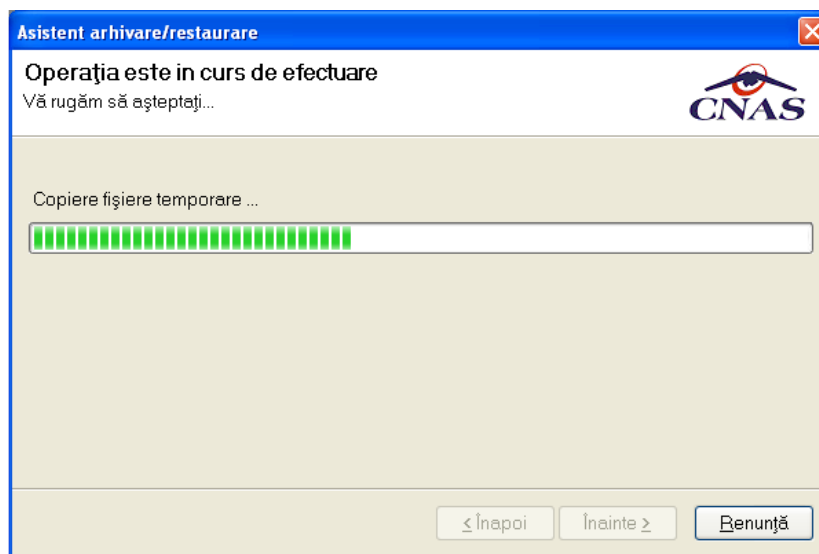 Asistent arhivare/restaurare
Operaţia este in curs de efectuare
Vă rugăm să aşteptaţi...
CNAS
Copiere fişiere temporare ...
< Înapoi
Înainte >
Renunţă